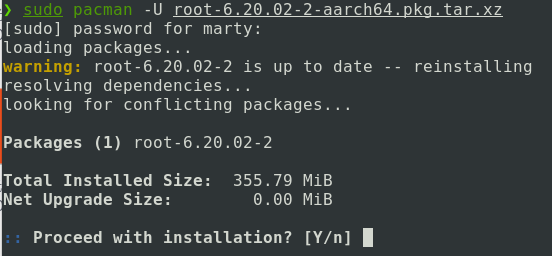 ❯ sudo pacman -U root-6.20.02-2-aarch64.pkg.tar.xz
[sudo] password for marty:
loading packages...
warning: root-6.20.02-2 is up to date -- reinstalling
resolving dependencies...
looking for conflicting packages...
Packages (1) root-6.20.02-2
Total Installed Size:  355.79 MiB
Net Upgrade Size:        0.00 MiB
:: Proceed with installation? [Y/n]